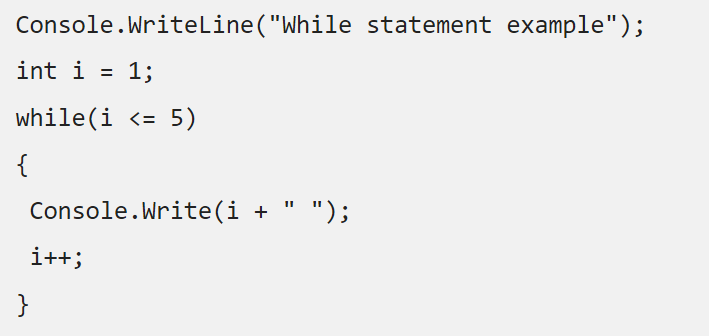 Console.WriteLine("While statement example");
int i = 1;
while(i <= 5)
{
 Console.Write(i + " ");
 i++;
}